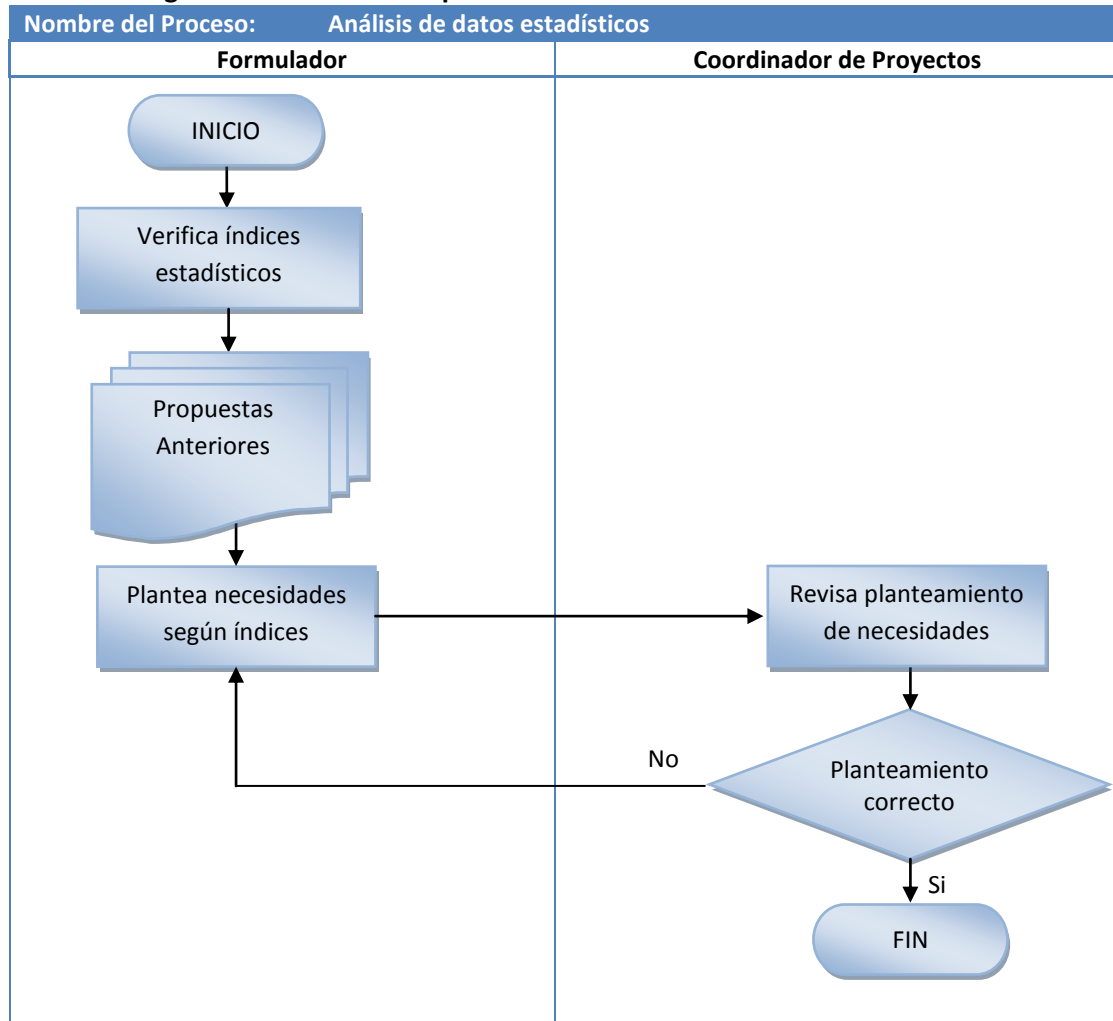 Nombre del Proceso: Análisis de datos estadísticos
Formulador
Coordinador de Proyectos
INICIO
Verifica índices
estadísticos
Propuestas
Anteriores
Plantea necesidades
según índices
Revisa planteamiento
de necesidades
No
Planteamiento
correcto
Si
FIN